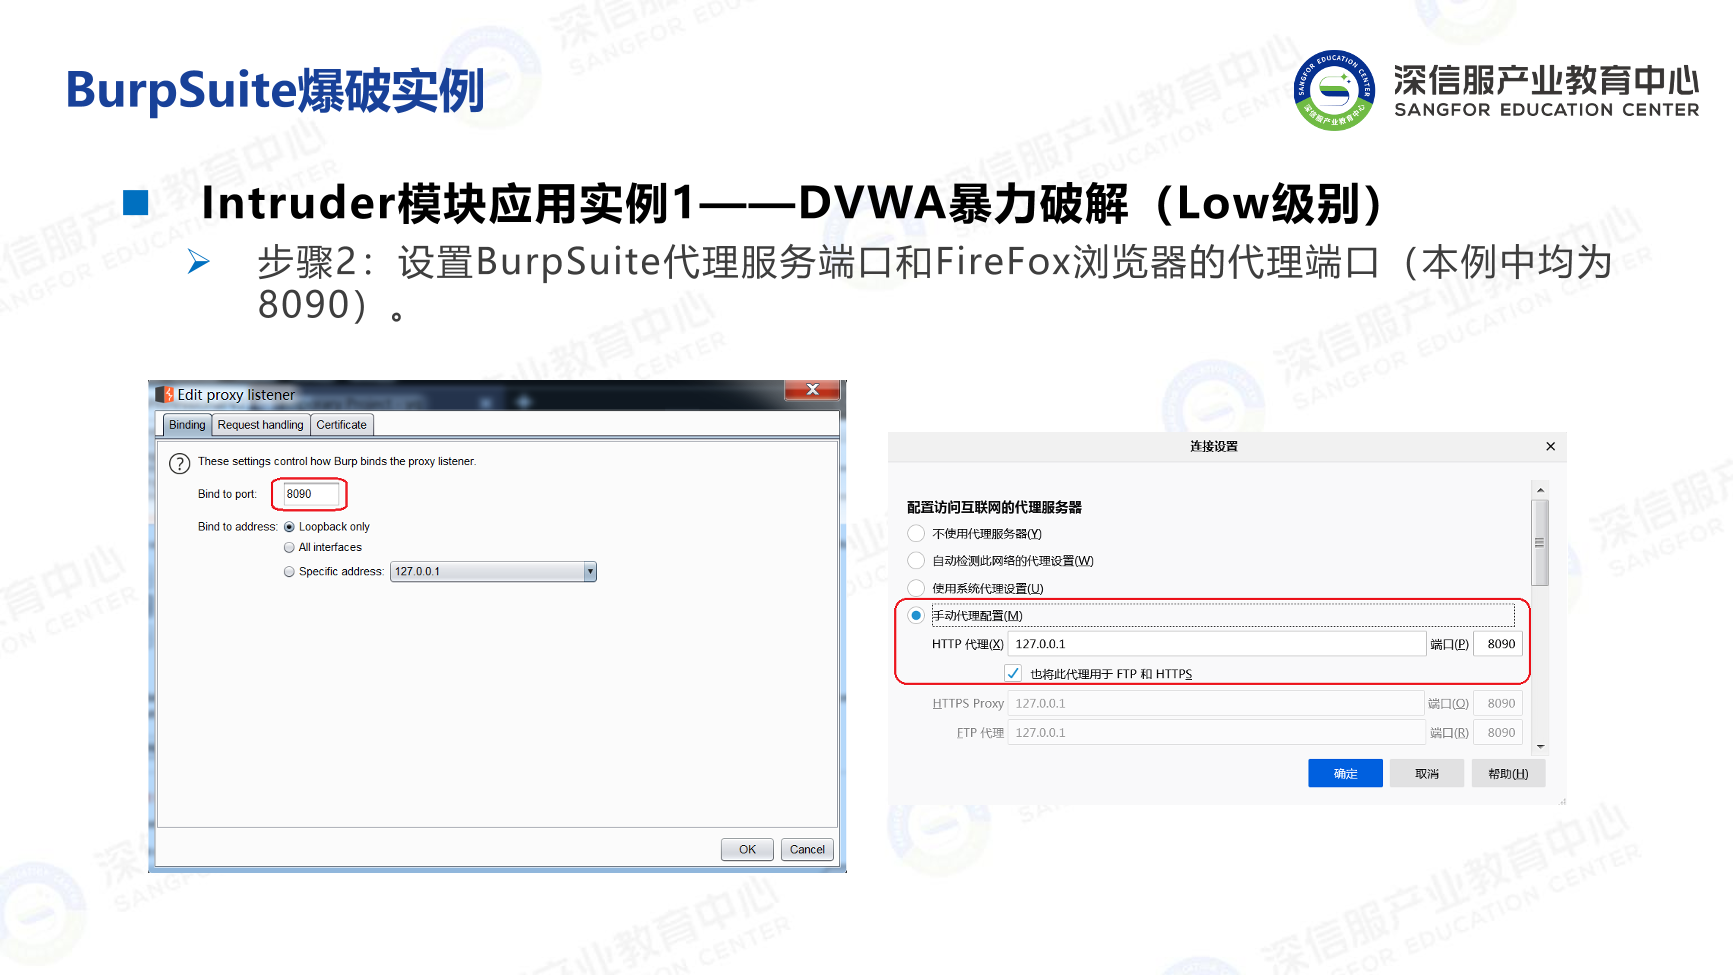 BurpSuite爆破实例
深信服产业教育中心
SANGFOR EDUCATION CENTER
Intruder模块应用实例1——DVWA暴力破解（Low级别）
步骤2：设置BurpSuite代理服务端口和FireFox浏览器的代理端口（本例中均为
8090）。
Edit proxy listener
Binding Request handling Certificate
These settings control how Burp binds the proxy listener.
Bind to port: 8090
Bind to address: Loopback only
All interfaces
Specific address: 127.0.0.1
OK Cancel
连接设置
配置访问互联网的代理服务器
不使用代理服务器(Y)
自动检测此网络的代理设置(W)
使用系统代理设置(U)
手动代理配置(M)
HTTP 代理(X) 127.0.0.1 端口(P) 8090
也将此代理用于 FTP 和 HTTPS
HTTPS Proxy 127.0.0.1 端口(O) 8090
FTP 代理 127.0.0.1 端口(R) 8090
确定 取消 帮助(H)